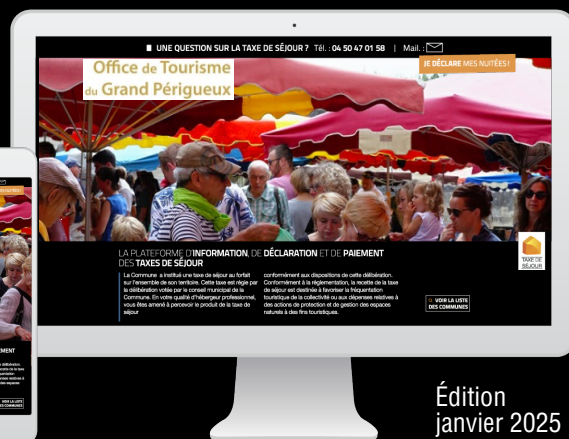 UNE QUESTION SUR LA TAXE DE SÉJOUR ? Tél. : 04 50 47 01 58 | Mail. :
JE DÉCLARE MES NUITÉES !
Office de Tourisme
du Grand Périgueux
LA PLATEFORME D'INFORMATION, DE DÉCLARATION ET DE PAIEMENT
DES TAXES DE SÉJOUR
La Commune a institué une taxe de séjour au forfait
sur l'ensemble de son territoire. Cette taxe est régie par
la délibération votée par le conseil municipal de la
Commune. En votre qualité d'hébergeur professionnel,
vous êtes amené à percevoir le produit de la taxe de
séjour
conformément aux dispositions de cette délibération.
Conformément à la réglementation, la recette de la taxe
de séjour est destinée à favoriser la fréquentation
touristique de la collectivité ou aux dépenses relatives à
des actions de protection et de gestion des espaces
naturels à des fins touristiques.
TAXE DE
SÉJOUR
VOIR LA LISTE
DES COMMUNES
VOIR LA LISTE
DES COMMUNES
Édition
janvier 2025